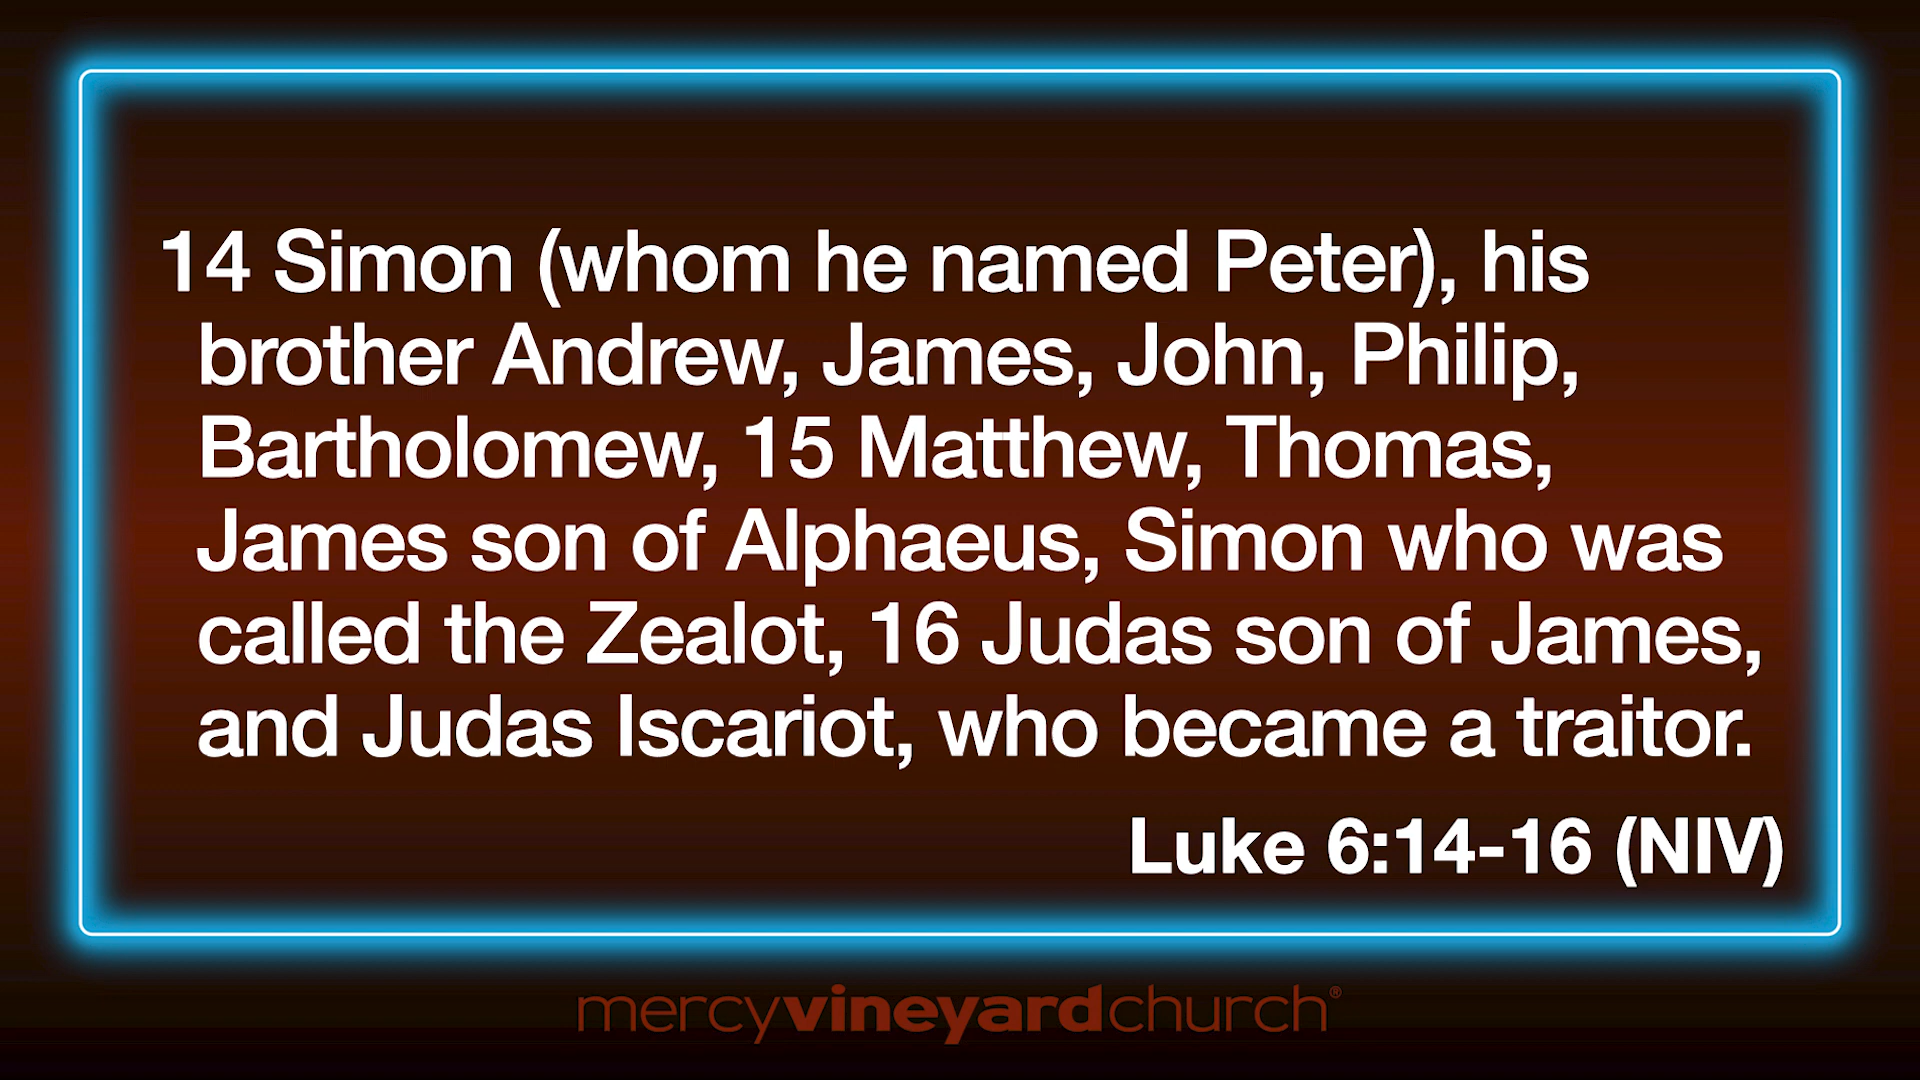 14 Simon (whom he named Peter), his
brother Andrew, James, John, Philip,
Bartholomew, 15 Matthew, Thomas,
James son of Alphaeus, Simon who was
called the Zealot, 16 Judas son of James,
and Judas Iscariot, who became a traitor.
Luke 6:14-16 (NIV)
mercyvineyardchurch®